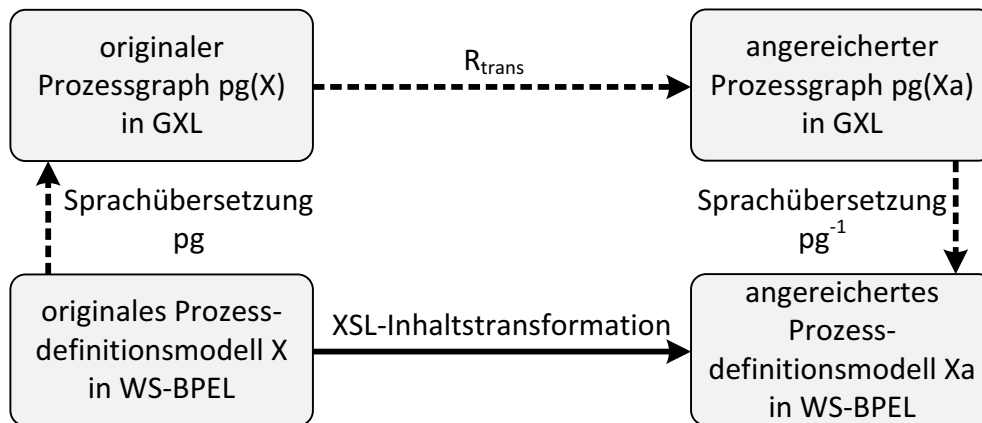 originaler
Prozessgraph pg(X)
in GXL
R_trans
angereicherter
Prozessgraph pg(Xa)
in GXL
Sprachübersetzung
pg
Sprachübersetzung
pg⁻¹
originales Prozess-
definitionsmodell X
in WS-BPEL
XSL-Inhaltstransformation
angereichertes
Prozess-
definitionsmodell Xa
in WS-BPEL